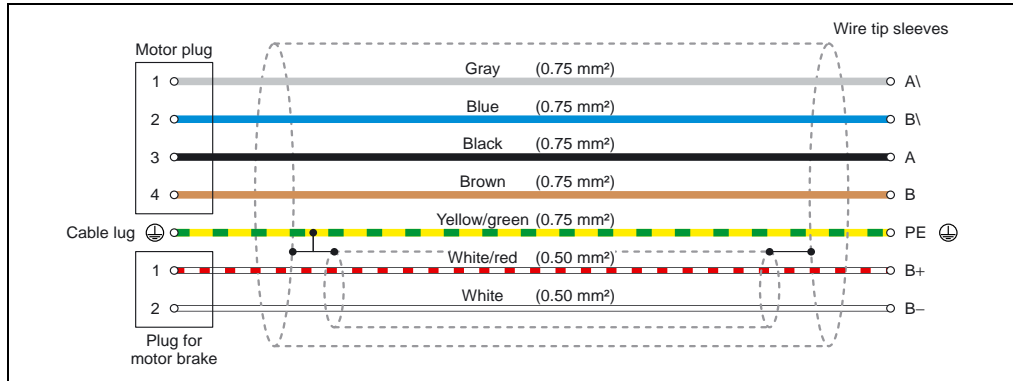 Wire tip sleeves
Motor plug
1 Gray (0.75 mm²) A\
2 Blue (0.75 mm²) B\
3 Black (0.75 mm²) A
4 Brown (0.75 mm²) B
Cable lug Yellow/green (0.75 mm²) PE
1 White/red (0.50 mm²) B+
2 White (0.50 mm²) B–
Plug for
motor brake